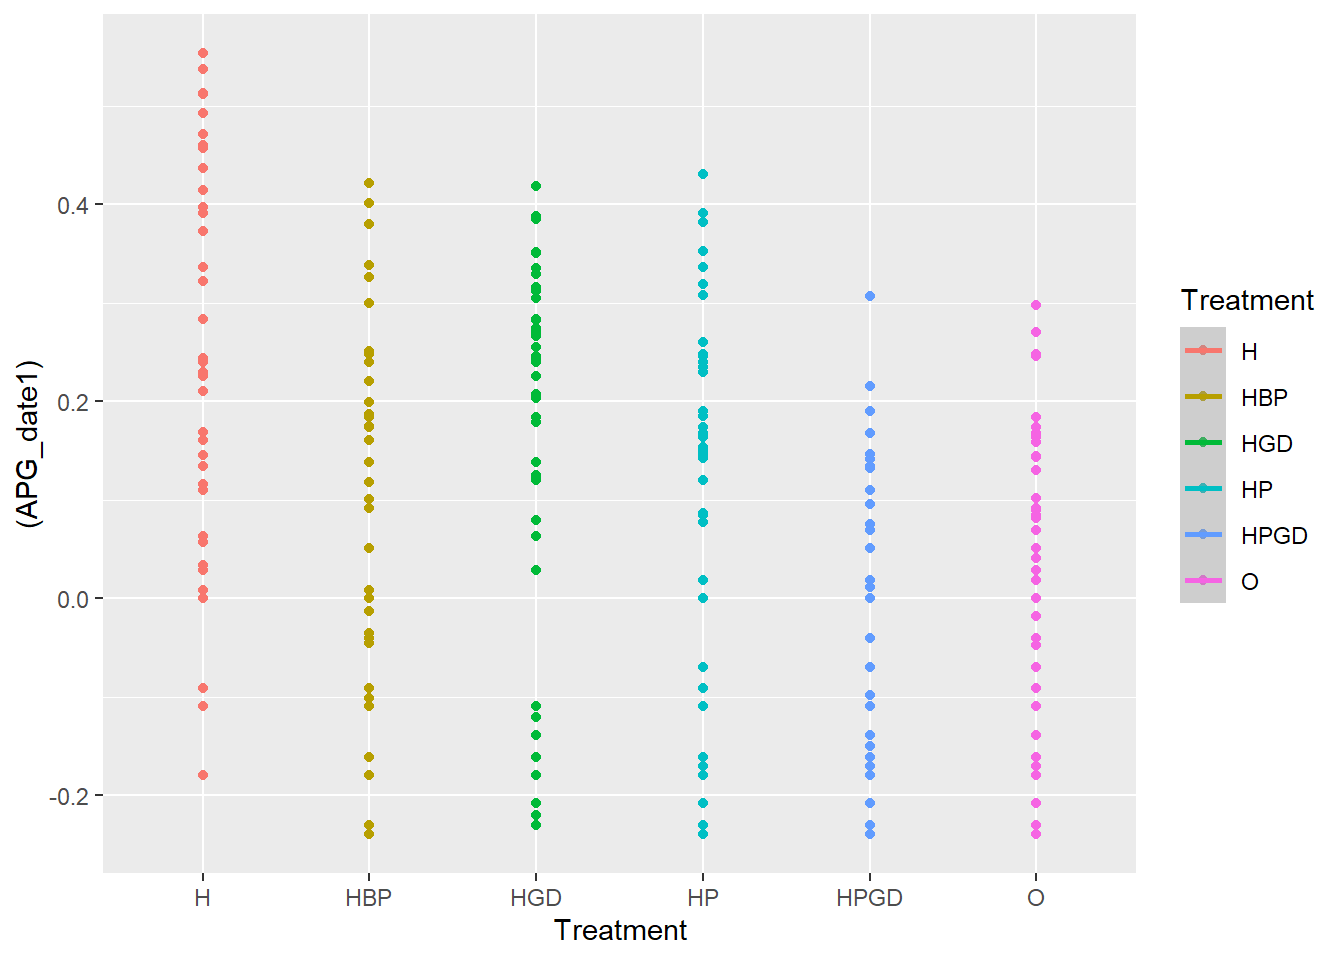 (APG_date1)
0.4
0.2
0.0
-0.2
H HBP HGD HP HPGD O
Treatment
Treatment
H
HBP
HGD
HP
HPGD
O